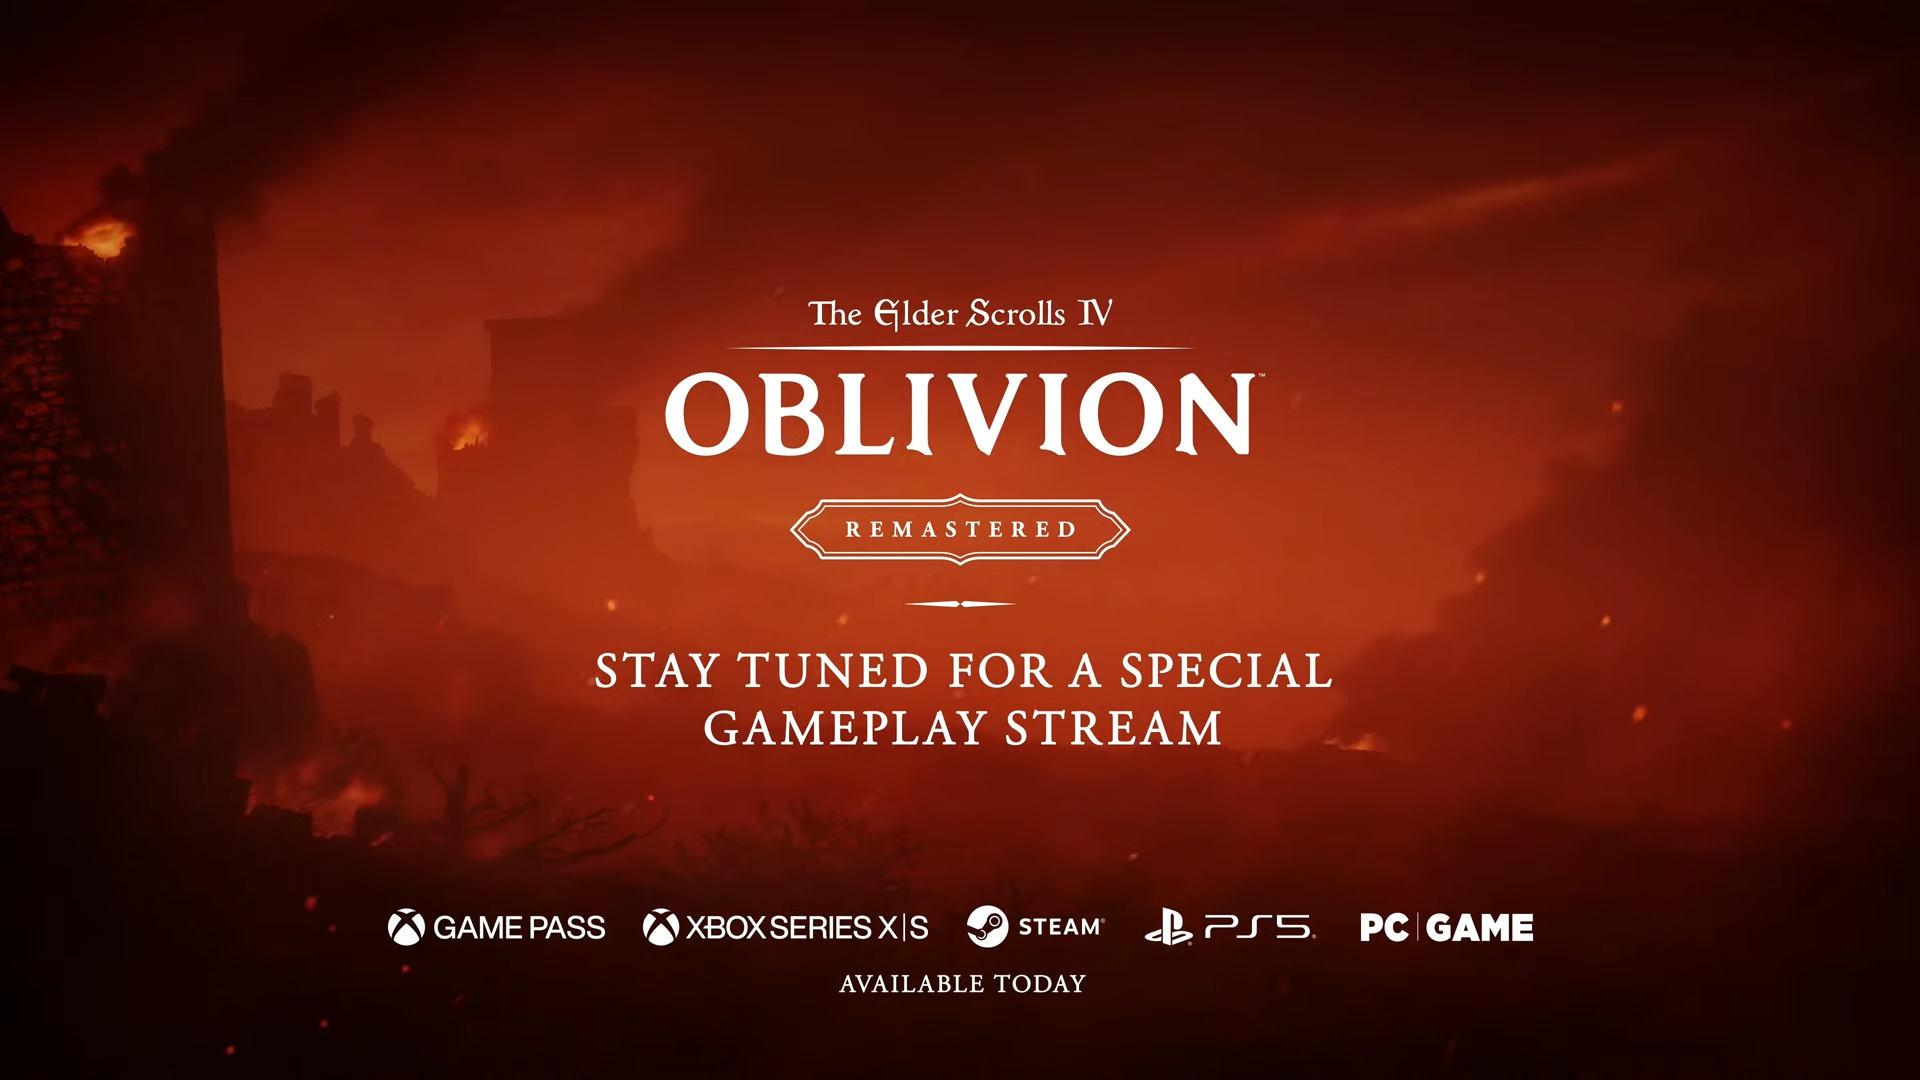 The Elder Scrolls IV
OBLIVION™
REMASTERED
STAY TUNED FOR A SPECIAL
GAMEPLAY STREAM
GAME PASS XBOX SERIES X|S STEAM® PS5® PC | GAME
AVAILABLE TODAY